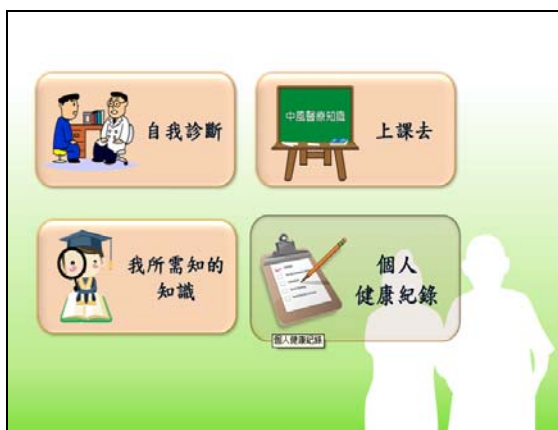 自我診斷
中風醫療知識
上課去
我所需知的
知識
個人
健康紀錄
個人健康紀錄